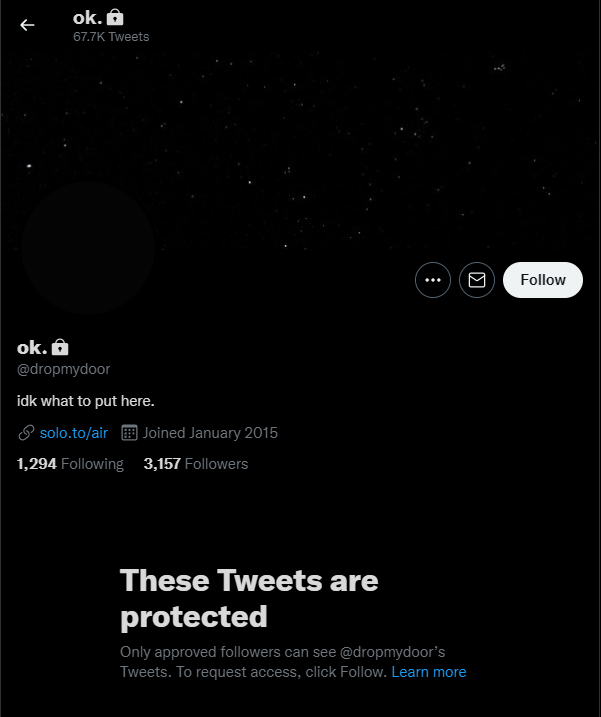 ok.
67.7K Tweets
Follow
ok.
@dropmydoor
idk what to put here.
solo.to/air Joined January 2015
1,294 Following 3,157 Followers
These Tweets are
protected
Only approved followers can see @dropmydoor’s
Tweets. To request access, click Follow. Learn more